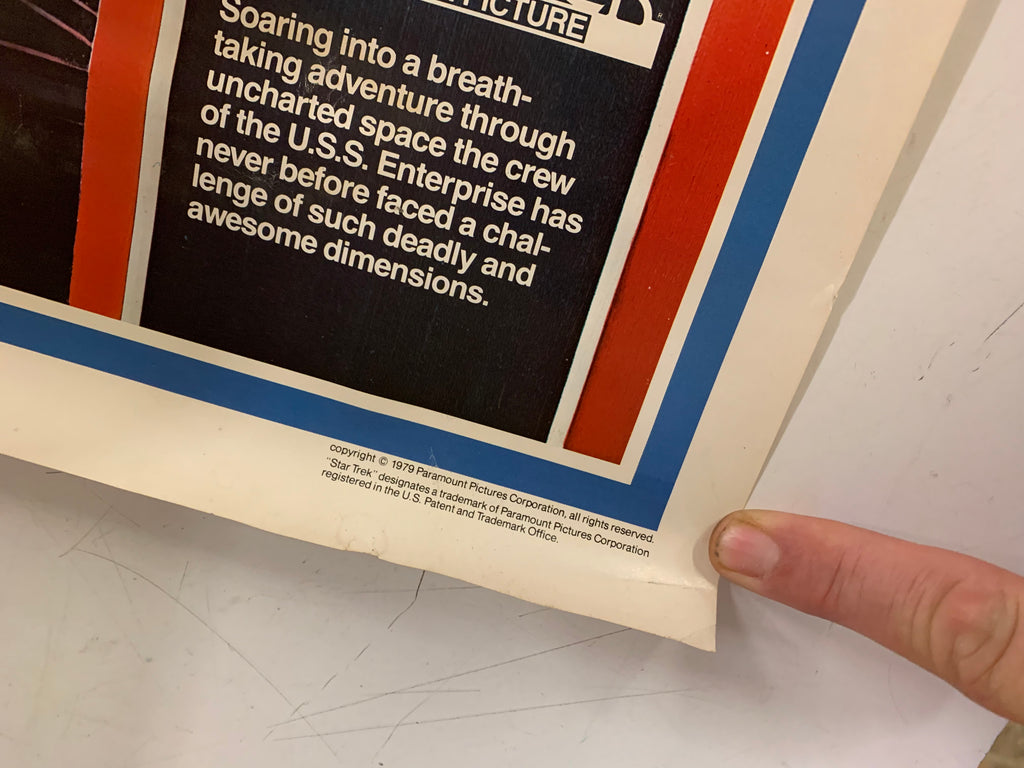 PICTURE
Soaring into a breath-
taking adventure through
uncharted space the crew
of the U.S.S. Enterprise has
never before faced a chal-
lenge of such deadly and
awesome dimensions.
copyright © 1979 Paramount Pictures Corporation, all rights reserved.
"Star Trek" designates a trademark of Paramount Pictures Corporation
registered in the U.S. Patent and Trademark Office.